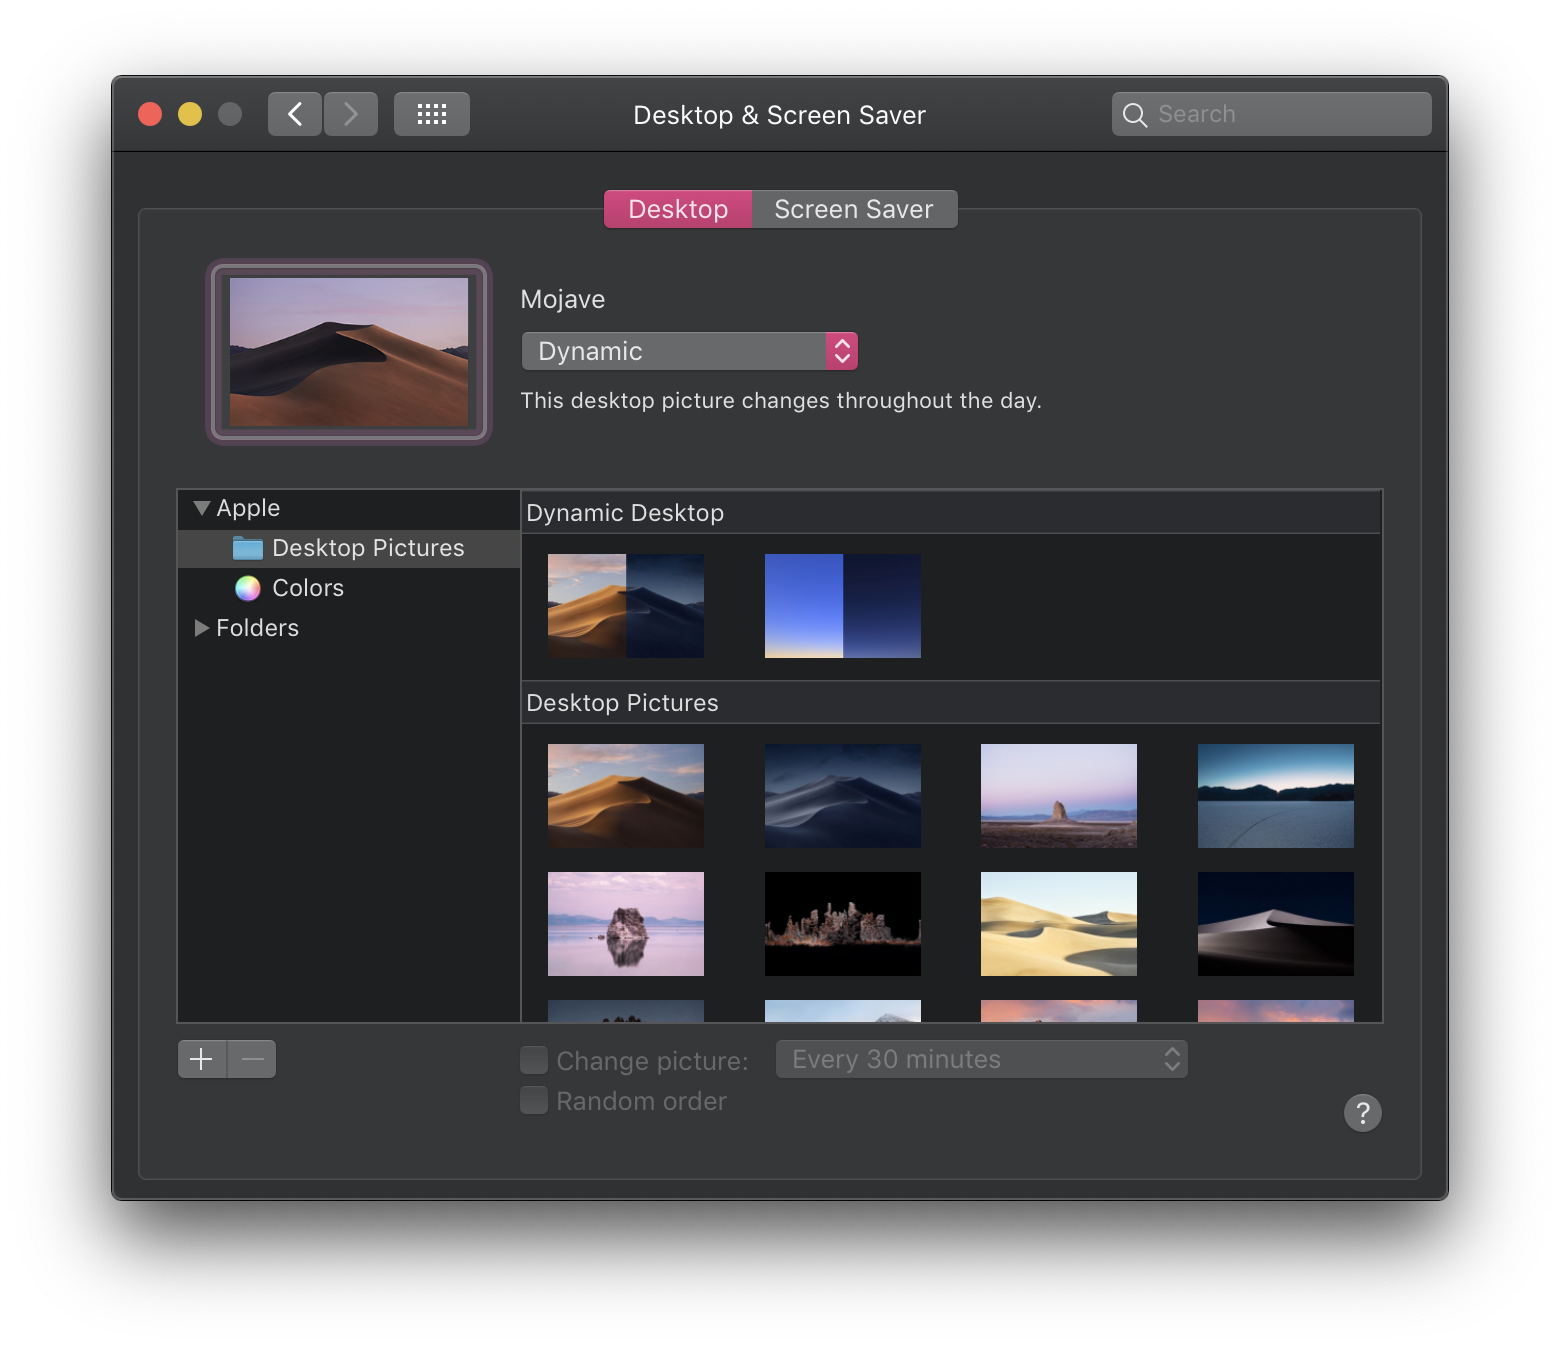 Desktop & Screen Saver
Search
Desktop
Screen Saver
Mojave
Dynamic
This desktop picture changes throughout the day.
Apple
Desktop Pictures
Colors
Folders
Dynamic Desktop
Desktop Pictures
Change picture:
Every 30 minutes
Random order
?